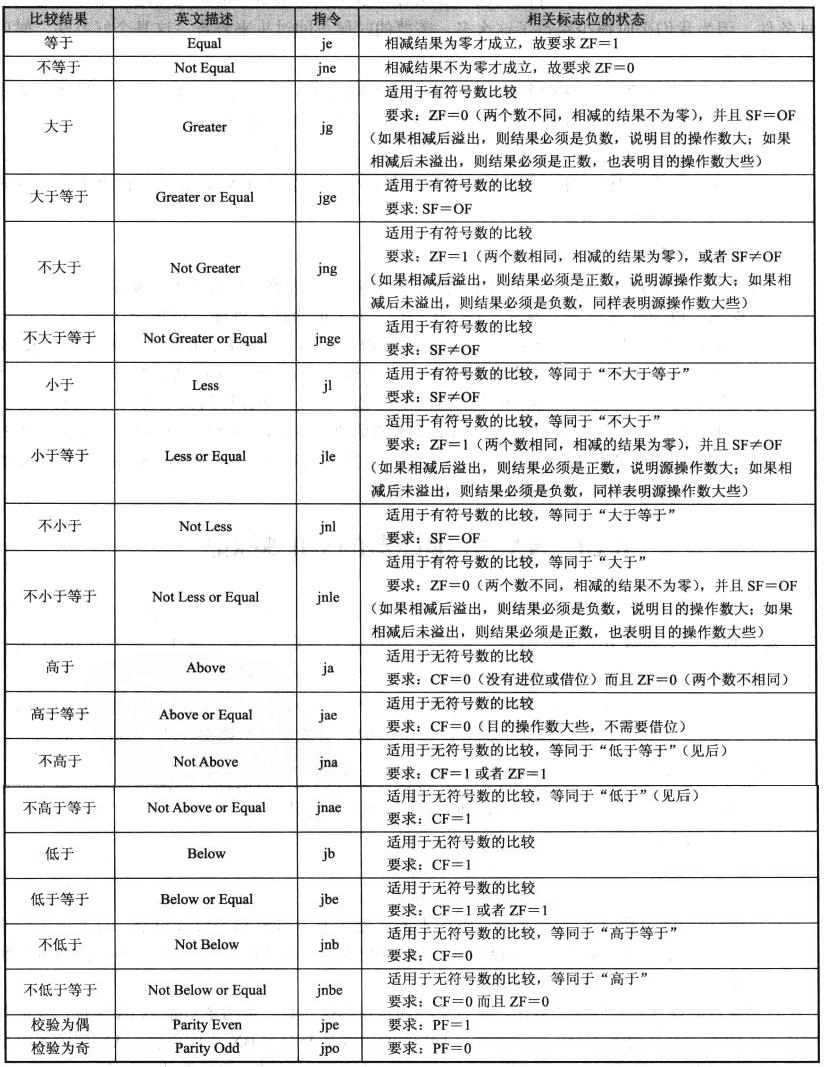 比较结果 英文描述 指令 相关标志位的状态
等于 Equal je 相减结果为零才成立，故要求 ZF＝1
不等于 Not Equal jne 相减结果不为零才成立，故要求 ZF＝0
适用于有符号数比较
大于 Greater jg 要求：ZF＝0（两个数不同，相减的结果不为零），并且 SF＝OF
（如果相减后溢出，则结果必须是负数，说明目的操作数大；如果
相减后未溢出，则结果必须是正数，也表明目的操作数大些）
大于等于 Greater or Equal jge 适用于有符号数的比较
要求: SF＝OF
适用于有符号数的比较
不大于 Not Greater jng 要求：ZF＝1（两个数相同，相减的结果为零），或者 SF≠OF
（如果相减后溢出，则结果必须是正数，说明源操作数大；如果相
减后未溢出，则结果必须是负数，同样表明源操作数大些）
不大于等于 Not Greater or Equal jnge 适用于有符号数的比较
要求：SF≠OF
小于 Less jl 适用于有符号数的比较，等同于“不大于等于”
要求：SF≠OF
适用于有符号数的比较，等同于“不大于”
小于等于 Less or Equal jle 要求：ZF＝1（两个数相同，相减的结果为零），并且 SF≠OF
（如果相减后溢出，则结果必须是正数，说明源操作数大；如果相
减后未溢出，则结果必须是负数，同样表明源操作数大些）
不小于 Not Less jnl 适用于有符号数的比较，等同于“大于等于”
要求：SF＝OF
适用于有符号数的比较，等同于“大于”
不小于等于 Not Less or Equal jnle 要求：ZF＝0（两个数不同，相减的结果不为零），并且 SF＝OF
（如果相减后溢出，则结果必须是负数，说明目的操作数大；如果
相减后未溢出，则结果必须是正数，也表明目的操作数大些）
高于 Above ja 适用于无符号数的比较
要求：CF＝0（没有进位或借位）而且 ZF＝0（两个数不相同）
高于等于 Above or Equal jae 适用于无符号数的比较
要求：CF＝0（目的操作数大些，不需要借位）
不高于 Not Above jna 适用于无符号数的比较，等同于“低于等于”（见后）
要求：CF＝1 或者 ZF＝1
不高于等于 Not Above or Equal jnae 适用于无符号数的比较，等同于“低于”（见后）
要求：CF＝1
低于 Below jb 适用于无符号数的比较
要求：CF＝1
低于等于 Below or Equal jbe 适用于无符号数的比较
要求：CF＝1 或者 ZF＝1
不低于 Not Below jnb 适用于无符号数的比较，等同于“高于等于”
要求：CF＝0
不低于等于 Not Below or Equal jnbe 适用于无符号数的比较，等同于“高于”
要求：CF＝0 而且 ZF＝0
校验为偶 Parity Even jpe 要求：PF＝1
检验为奇 Parity Odd jpo 要求：PF＝0